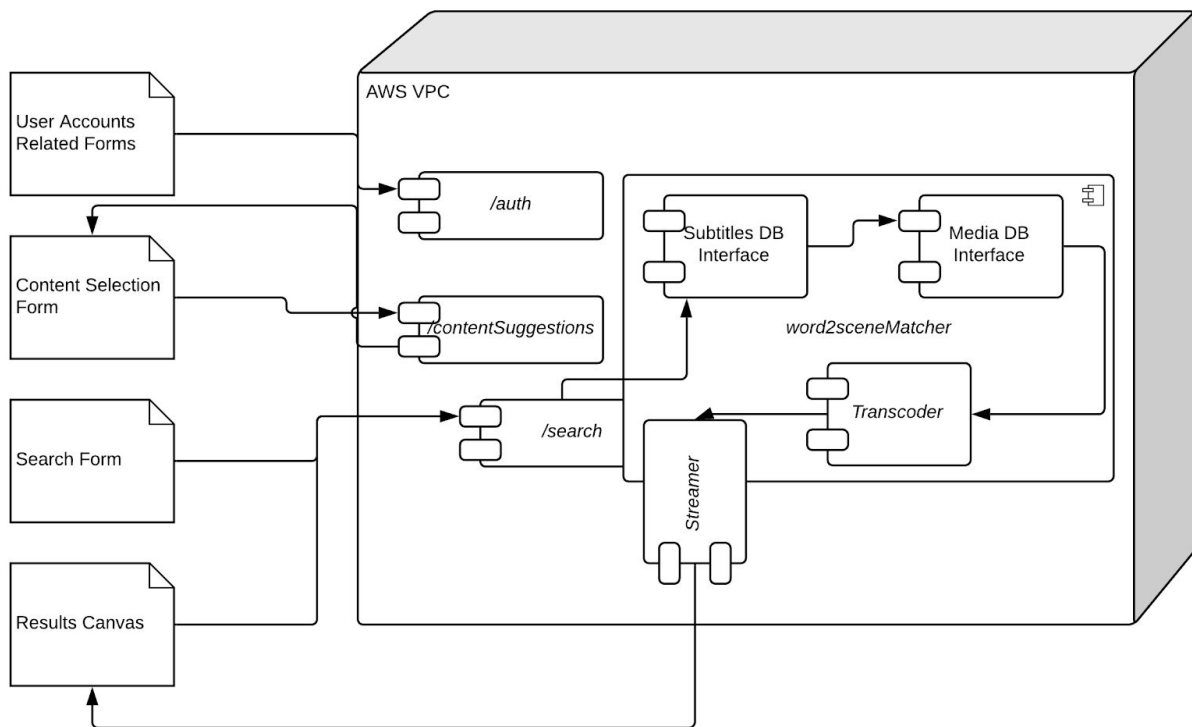 AWS VPC
User Accounts
Related Forms
/auth
Subtitles DB
Interface
Media DB
Interface
Content Selection
Form
/contentSuggestions
word2sceneMatcher
Transcoder
Search Form
/search
Streamer
Results Canvas